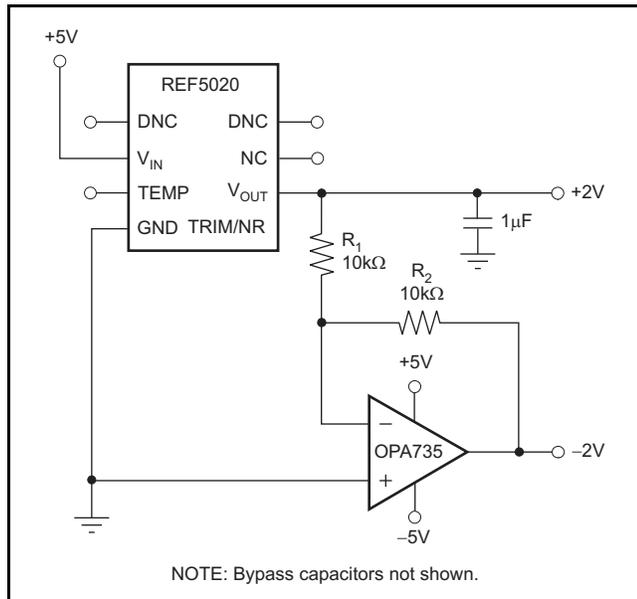 +5V
REF5020
DNC DNC
V_IN NC
TEMP V_OUT +2V
GND TRIM/NR
1µF
R_1
10kΩ
R_2
10kΩ
+5V
−
OPA735
+
−2V
−5V
NOTE: Bypass capacitors not shown.